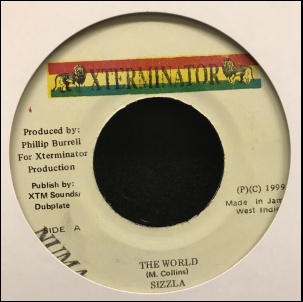 XTERMINATOR
Produced by:
Phillip Burrell
For Xterminator
Production
Publish by:
XTM Sounds/
Dubplate
(P)(C) 1999
Made in Jam
West Indi
SIDE A
THE WORLD
(M. Collins)
SIZZLA